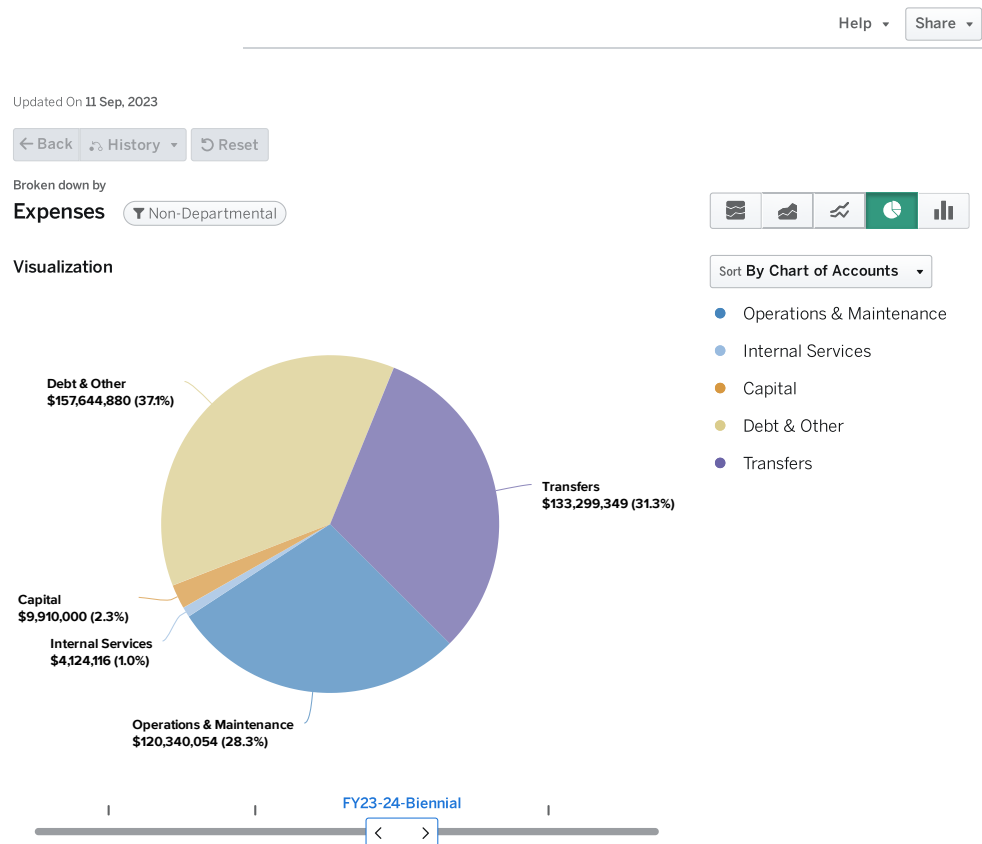 Help
Share
Updated On 11 Sep, 2023
Back
History
Reset
Broken down by
Expenses
Non-Departmental
Visualization
Sort By Chart of Accounts
Operations & Maintenance
Internal Services
Capital
Debt & Other
Transfers
Debt & Other
$157,644,880 (37.1%)
Transfers
$133,299,349 (31.3%)
Capital
$9,910,000 (2.3%)
Internal Services
$4,124,116 (1.0%)
Operations & Maintenance
$120,340,054 (28.3%)
FY23-24-Biennial